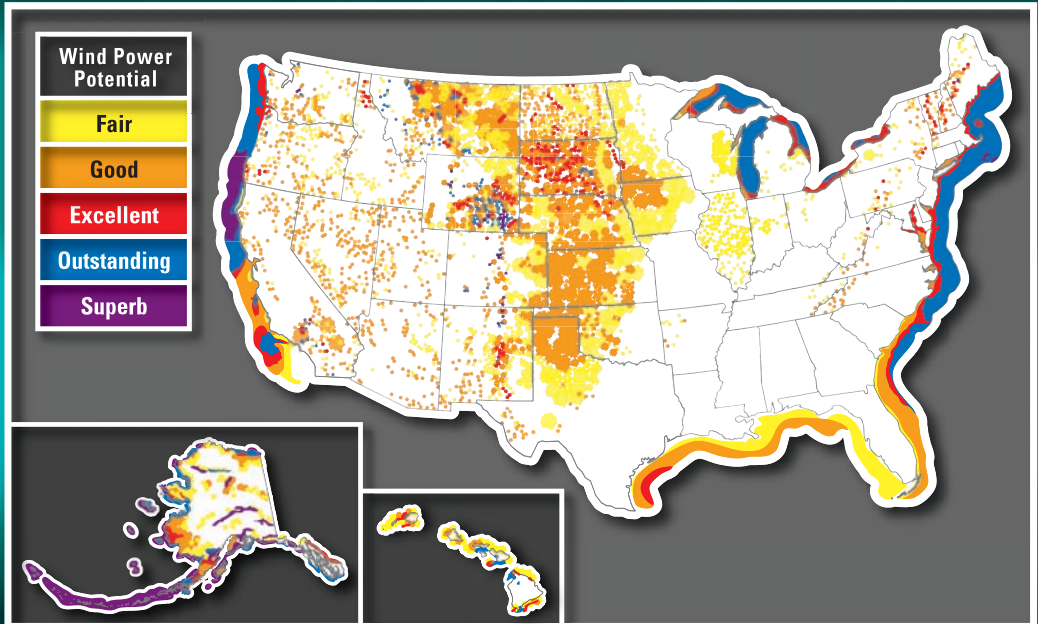 Wind Power
Potential
Fair
Good
Excellent
Outstanding
Superb